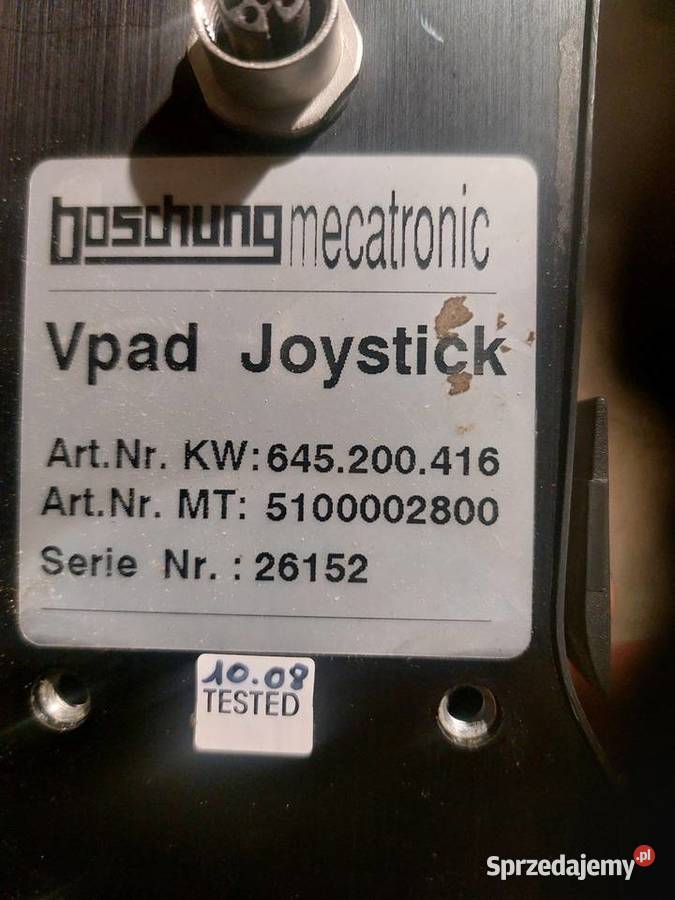 boschung mecatronic
Vpad Joystick
Art.Nr. KW:645.200.416
Art.Nr. MT: 5100002800
Serie Nr. : 26152
10.08
TESTED
Sprzedajemy.pl